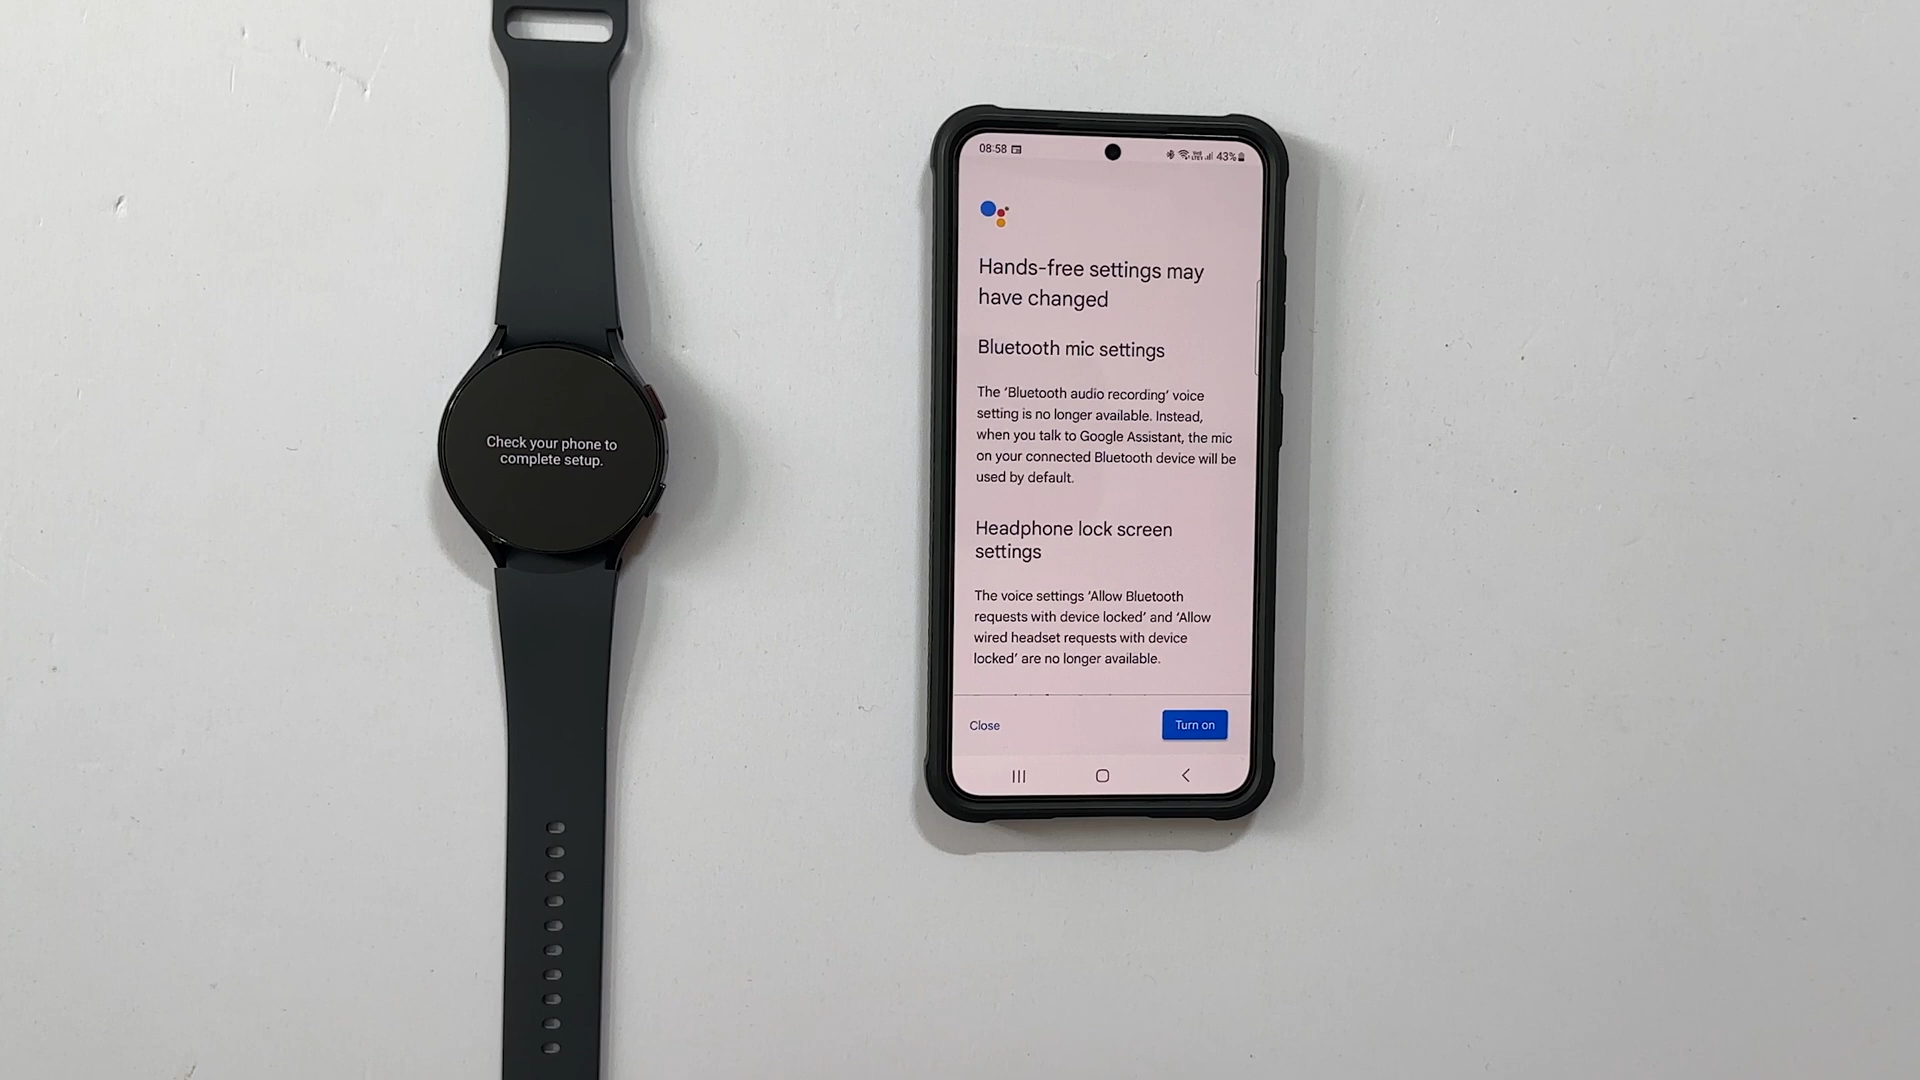 Check your phone to
complete setup.
08:58
43%
Hands-free settings may
have changed
Bluetooth mic settings
The ‘Bluetooth audio recording’ voice
setting is no longer available. Instead,
when you talk to Google Assistant, the mic
on your connected Bluetooth device will be
used by default.
Headphone lock screen
settings
The voice settings ‘Allow Bluetooth
requests with device locked’ and ‘Allow
wired headset requests with device
locked’ are no longer available.
Close
Turn on